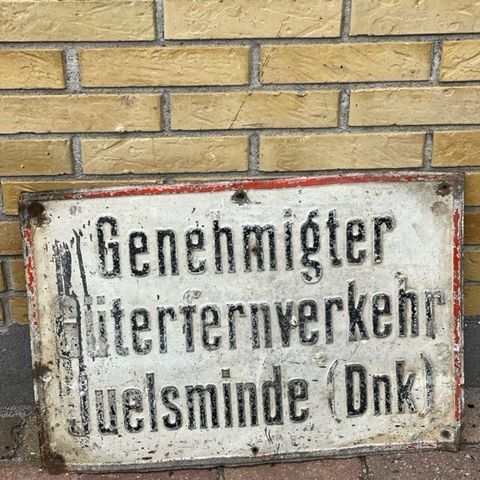 Genehmigter
Güterfernverkehr
Juelsminde (Dnk)